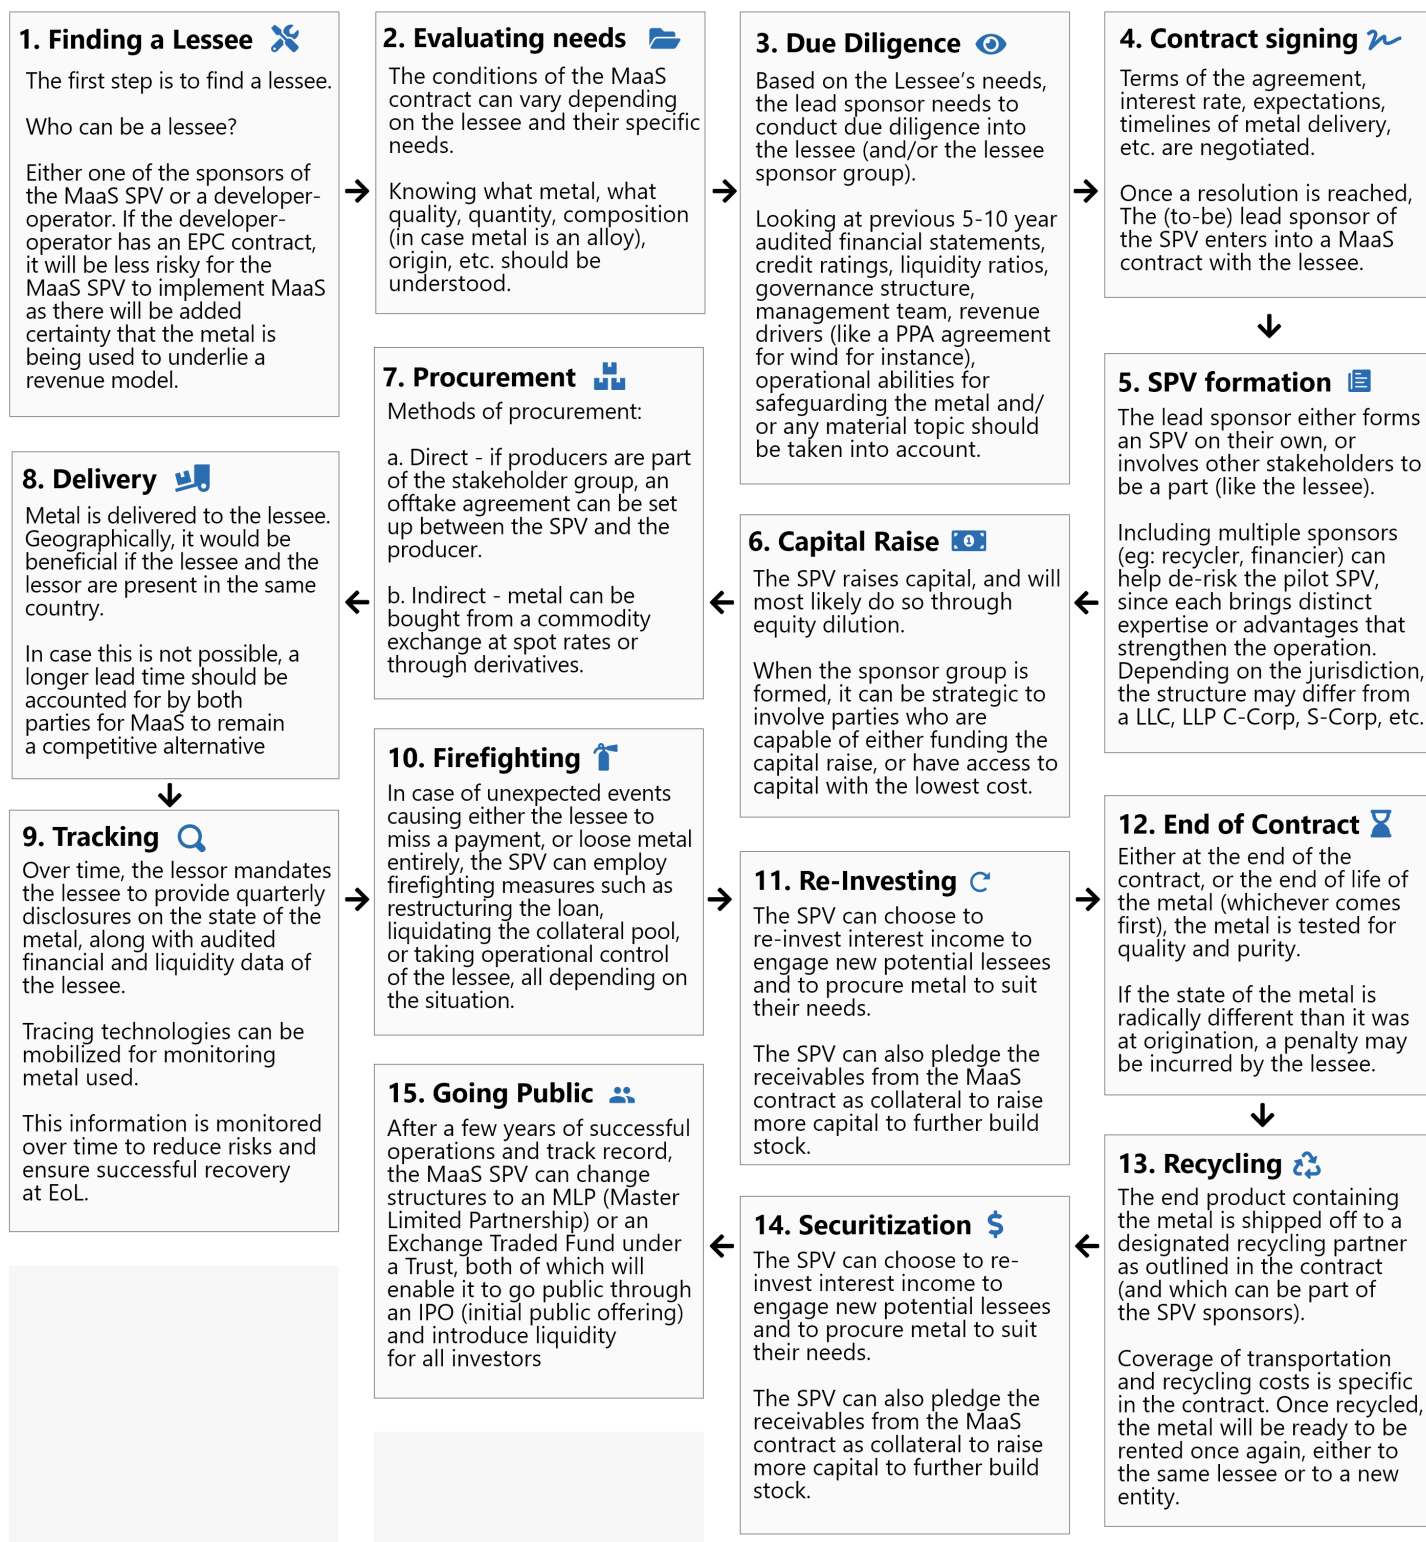 1. Finding a Lessee
The first step is to find a lessee.
Who can be a lessee?
Either one of the sponsors of
the MaaS SPV or a developer-
operator. If the developer-
operator has an EPC contract,
it will be less risky for the
MaaS SPV to implement MaaS
as there will be added
certainty that the metal is
being used to underlie a
revenue model.
2. Evaluating needs
The conditions of the MaaS
contract can vary depending
on the lessee and their specific
needs.
Knowing what metal, what
quality, quantity, composition
(in case metal is an alloy),
origin, etc. should be
understood.
3. Due Diligence
Based on the Lessee's needs,
the lead sponsor needs to
conduct due diligence into
the lessee (and/or the lessee
sponsor group).
Looking at previous 5-10 year
audited financial statements,
credit ratings, liquidity ratios,
governance structure,
management team, revenue
drivers (like a PPA agreement
for wind for instance),
operational abilities for
safeguarding the metal and/
or any material topic should
be taken into account.
4. Contract signing
Terms of the agreement,
interest rate, expectations,
timelines of metal delivery,
etc. are negotiated.
Once a resolution is reached,
The (to-be) lead sponsor of
the SPV enters into a MaaS
contract with the lessee.
5. SPV formation
The lead sponsor either forms
an SPV on their own, or
involves other stakeholders to
be a part (like the lessee).
Including multiple sponsors
(eg: recycler, financier) can
help de-risk the pilot SPV,
since each brings distinct
expertise or advantages that
strengthen the operation.
Depending on the jurisdiction,
the structure may differ from
a LLC, LLP C-Corp, S-Corp, etc.
6. Capital Raise
The SPV raises capital, and will
most likely do so through
equity dilution.
When the sponsor group is
formed, it can be strategic to
involve parties who are
capable of either funding the
capital raise, or have access to
capital with the lowest cost.
7. Procurement
Methods of procurement:
a. Direct - if producers are part
of the stakeholder group, an
offtake agreement can be set
up between the SPV and the
producer.
b. Indirect - metal can be
bought from a commodity
exchange at spot rates or
through derivatives.
8. Delivery
Metal is delivered to the lessee.
Geographically, it would be
beneficial if the lessee and the
lessor are present in the same
country.
In case this is not possible, a
longer lead time should be
accounted for by both
parties for MaaS to remain
a competitive alternative
9. Tracking
Over time, the lessor mandates
the lessee to provide quarterly
disclosures on the state of the
metal, along with audited
financial and liquidity data of
the lessee.
Tracing technologies can be
mobilized for monitoring
metal used.
This information is monitored
over time to reduce risks and
ensure successful recovery
at EoL.
10. Firefighting
In case of unexpected events
causing either the lessee to
miss a payment, or loose metal
entirely, the SPV can employ
firefighting measures such as
restructuring the loan,
liquidating the collateral pool,
or taking operational control
of the lessee, all depending on
the situation.
11. Re-Investing
The SPV can choose to
re-invest interest income to
engage new potential lessees
and to procure metal to suit
their needs.
The SPV can also pledge the
receivables from the MaaS
contract as collateral to raise
more capital to further build
stock.
12. End of Contract
Either at the end of the
contract, or the end of life of
the metal (whichever comes
first), the metal is tested for
quality and purity.
If the state of the metal is
radically different than it was
at origination, a penalty may
be incurred by the lessee.
13. Recycling
The end product containing
the metal is shipped off to a
designated recycling partner
as outlined in the contract
(and which can be part of
the SPV sponsors).
Coverage of transportation
and recycling costs is specific
in the contract. Once recycled,
the metal will be ready to be
rented once again, either to
the same lessee or to a new
entity.
14. Securitization
The SPV can choose to re-
invest interest income to
engage new potential lessees
and to procure metal to suit
their needs.
The SPV can also pledge the
receivables from the MaaS
contract as collateral to raise
more capital to further build
stock.
15. Going Public
After a few years of successful
operations and track record,
the MaaS SPV can change
structures to an MLP (Master
Limited Partnership) or an
Exchange Traded Fund under
a Trust, both of which will
enable it to go public through
an IPO (initial public offering)
and introduce liquidity
for all investors